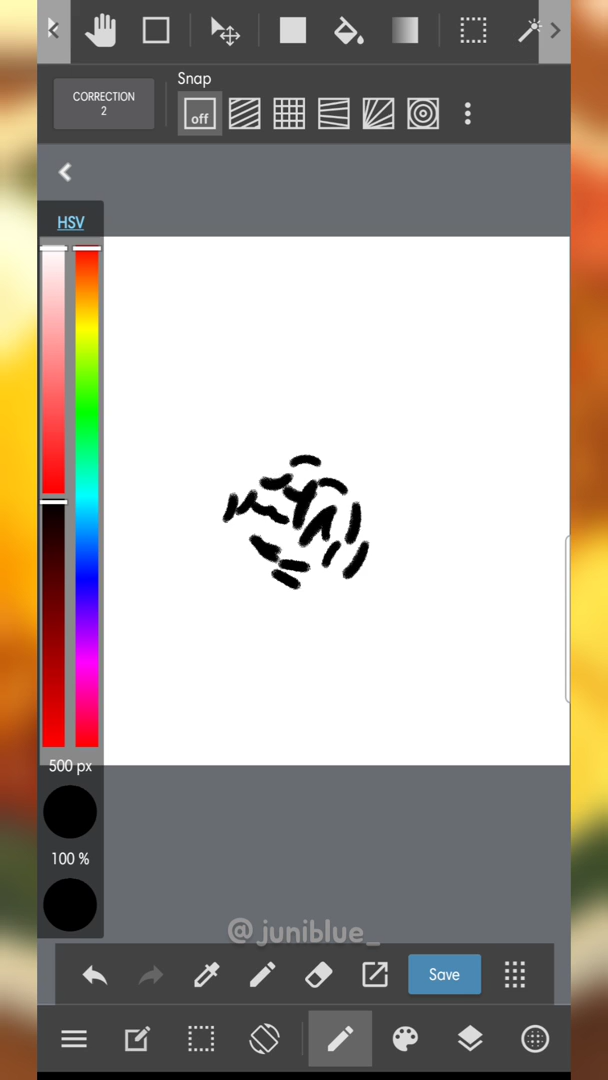 Snap
CORRECTION
2
off
HSV
500 px
100 %
@juniblue_
Save